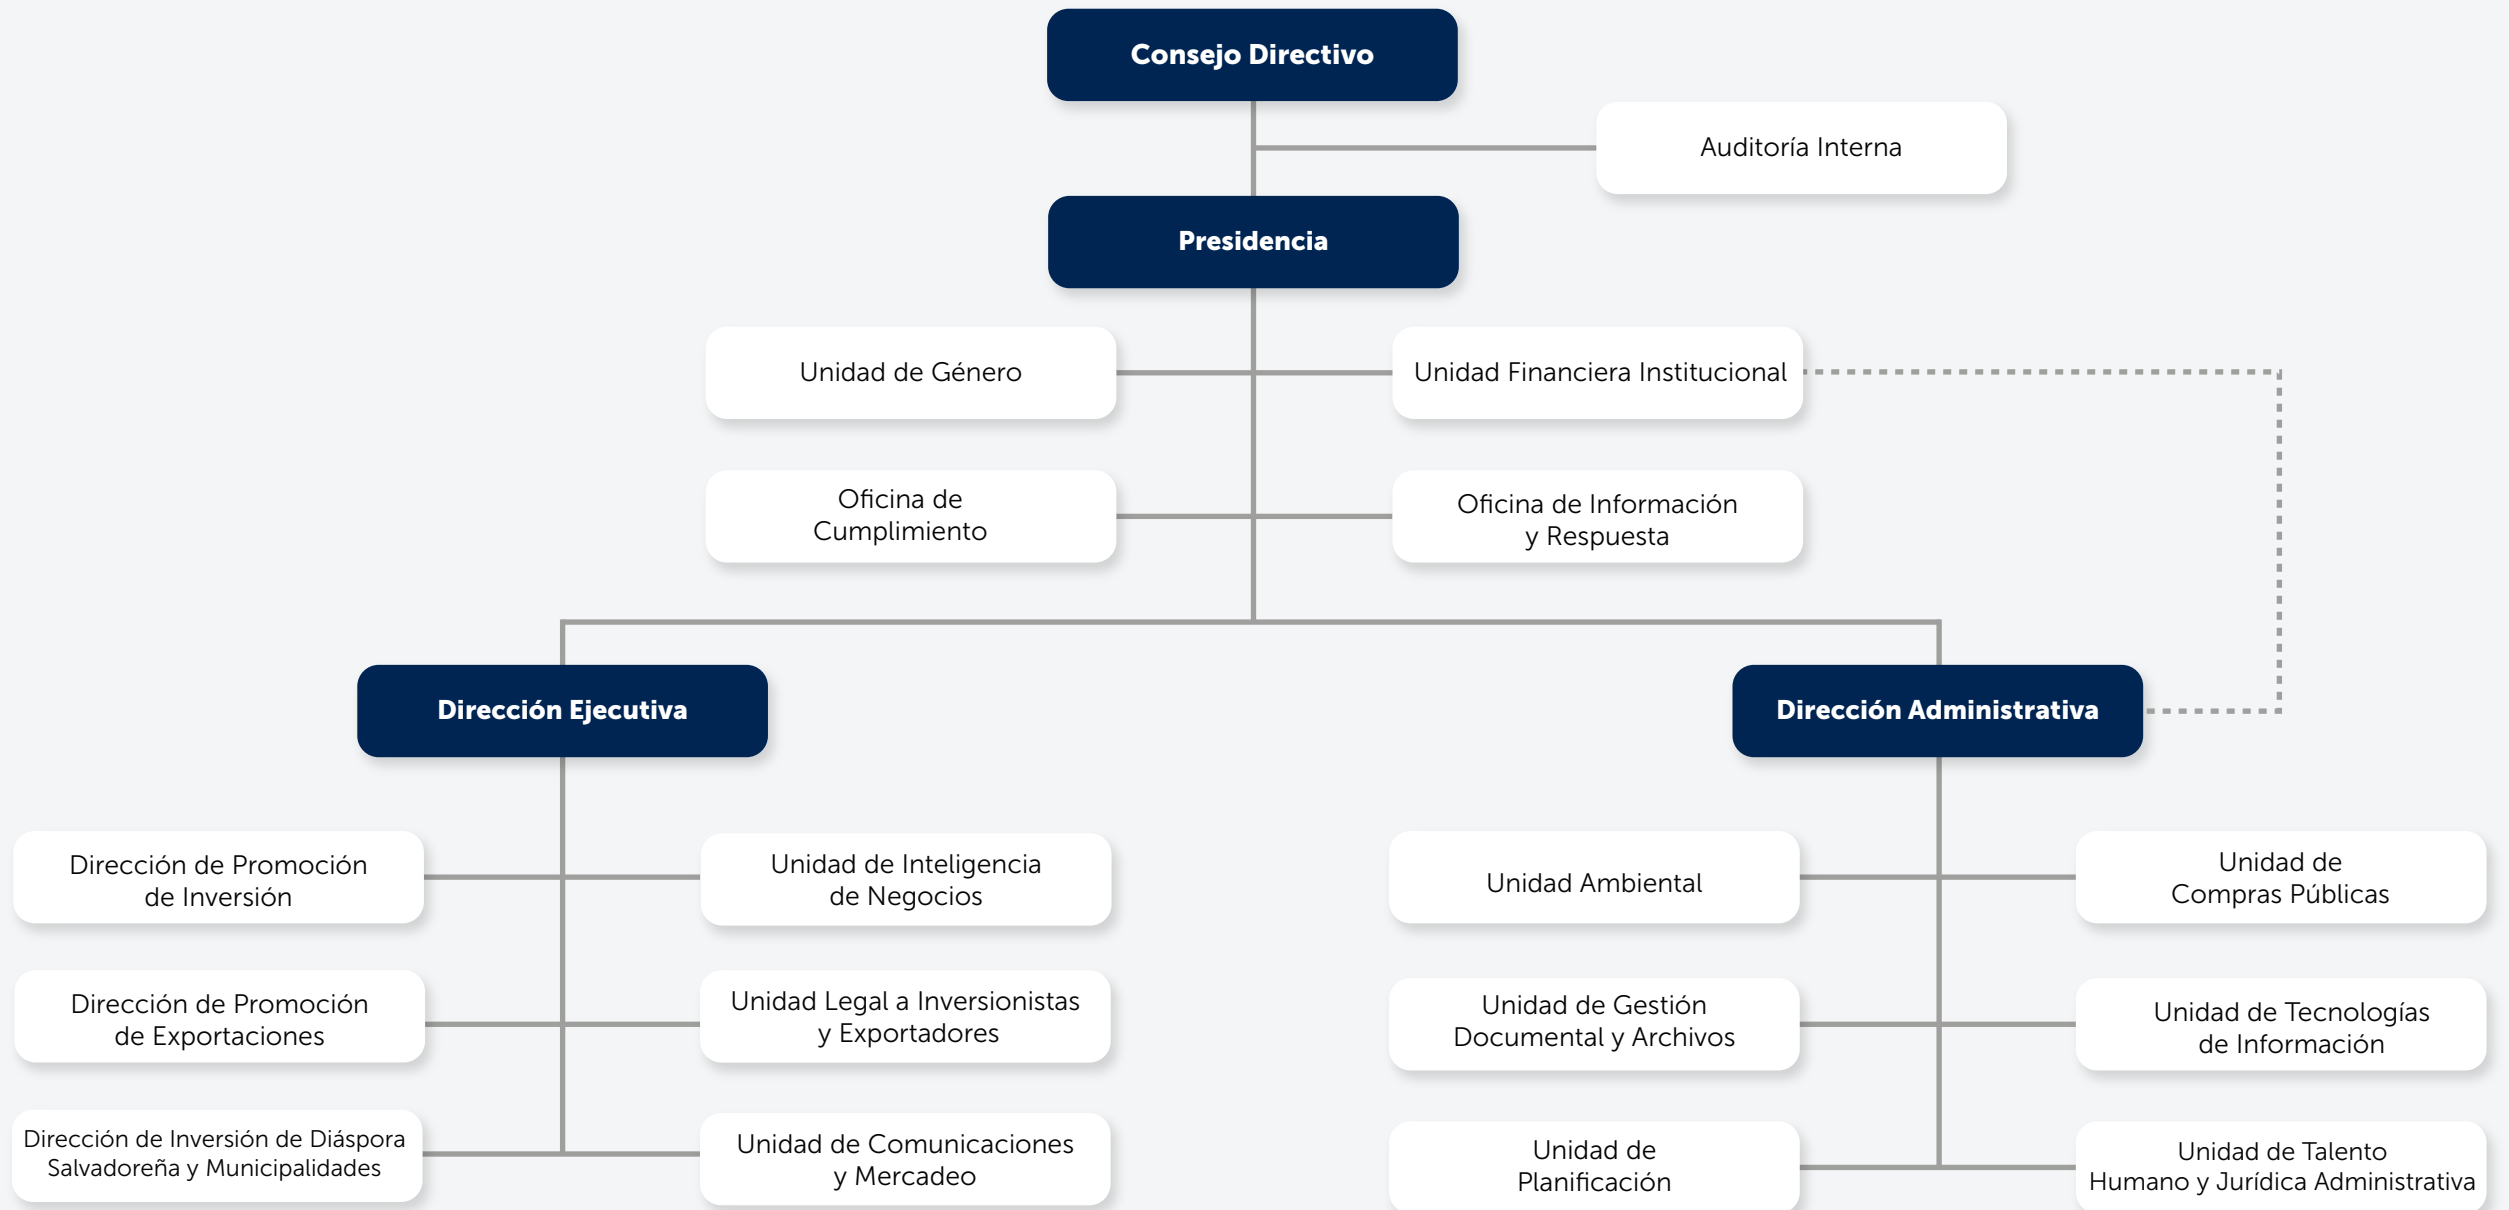 Consejo Directivo
Auditoría Interna
Presidencia
Unidad de Género
Unidad Financiera Institucional
Oficina de
Cumplimiento
Oficina de Información
y Respuesta
Dirección Ejecutiva
Dirección Administrativa
Dirección de Promoción
de Inversión
Unidad de Inteligencia
de Negocios
Unidad Ambiental
Unidad de
Compras Públicas
Dirección de Promoción
de Exportaciones
Unidad Legal a Inversionistas
y Exportadores
Unidad de Gestión
Documental y Archivos
Unidad de Tecnologías
de Información
Dirección de Inversión de Diáspora
Salvadoreña y Municipalidades
Unidad de Comunicaciones
y Mercadeo
Unidad de
Planificación
Unidad de Talento
Humano y Jurídica Administrativa